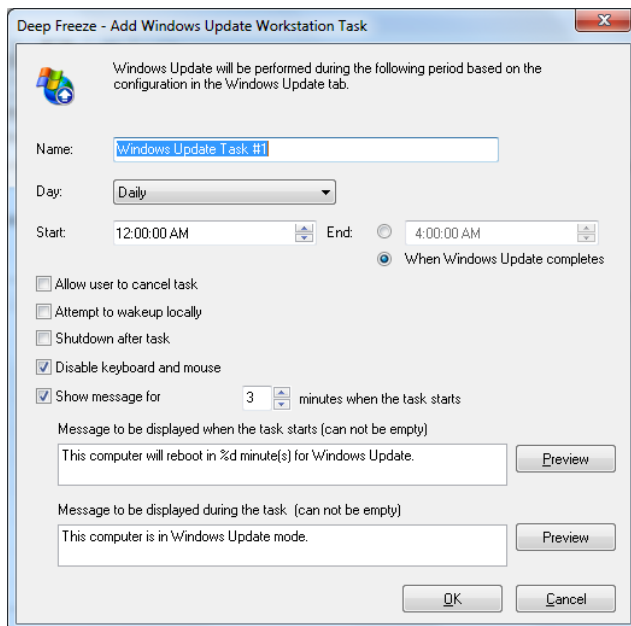 Deep Freeze - Add Windows Update Workstation Task
Windows Update will be performed during the following period based on the
configuration in the Windows Update tab.
Name: Windows Update Task #1
Day: Daily
Start: 12:00:00 AM End: 4:00:00 AM
When Windows Update completes
Allow user to cancel task
Attempt to wakeup locally
Shutdown after task
Disable keyboard and mouse
Show message for 3 minutes when the task starts
Message to be displayed when the task starts (can not be empty)
This computer will reboot in %d minute(s) for Windows Update. Preview
Message to be displayed during the task (can not be empty)
This computer is in Windows Update mode. Preview
OK Cancel